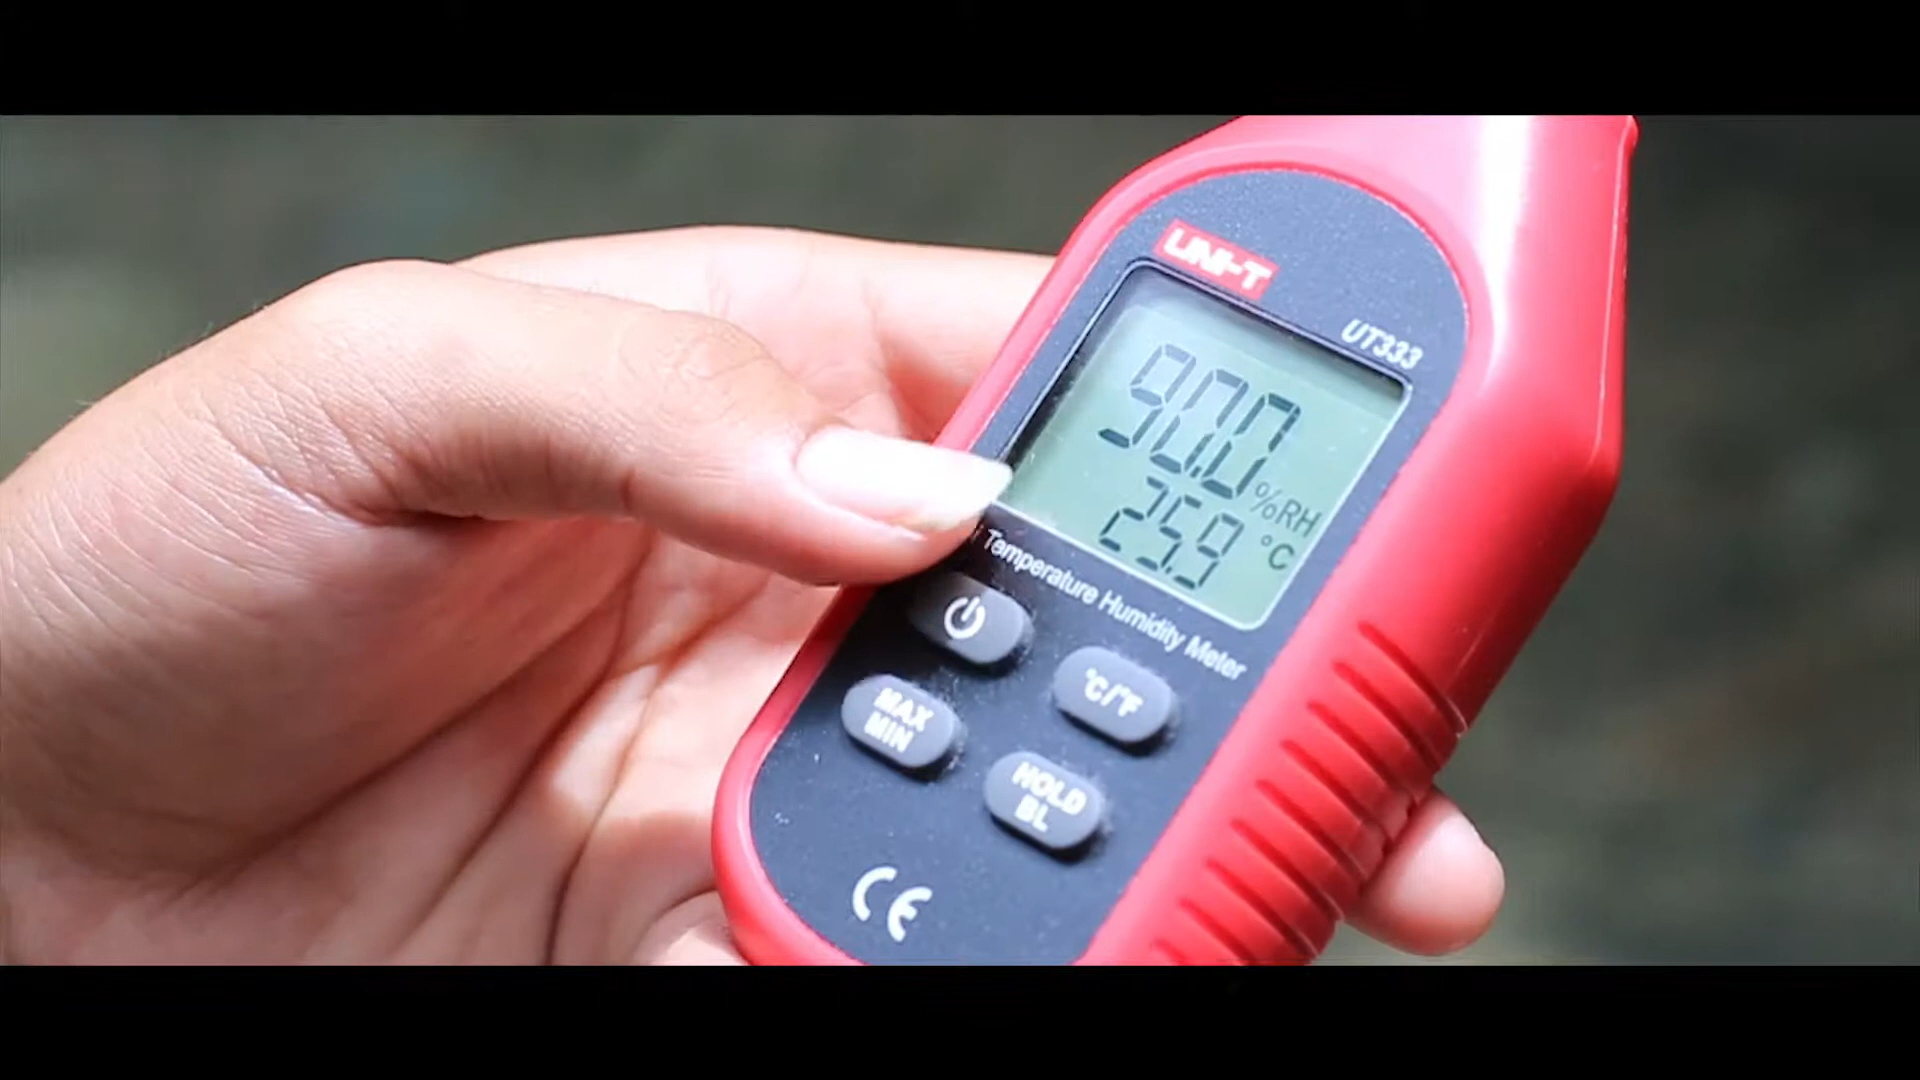 UNI-T
UT333
90.0 %RH
25.9 °C
Temperature Humidity Meter
°C/°F
MAX
MIN
HOLD
BL
CE